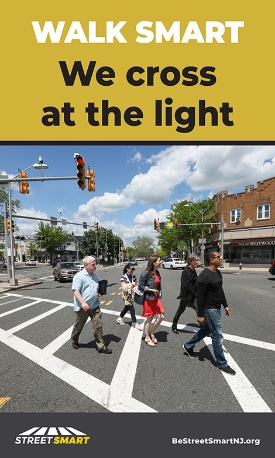 WALK SMART
We cross
at the light
STREETSMART
BeStreetSmartNJ.org